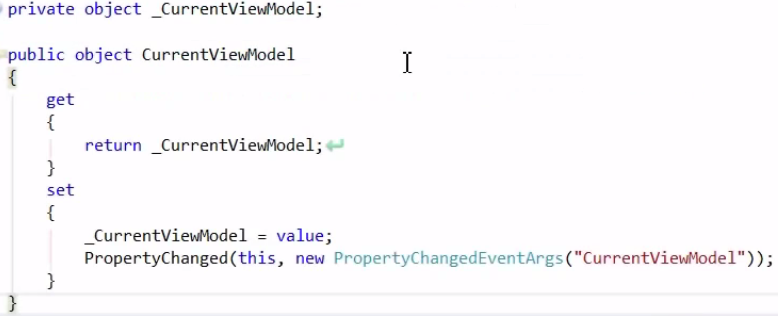 private object _CurrentViewModel;
public object CurrentViewModel
{
    get
    {
        return _CurrentViewModel;
    }
    set
    {
        _CurrentViewModel = value;
        PropertyChanged(this, new PropertyChangedEventArgs("CurrentViewModel"));
    }
}